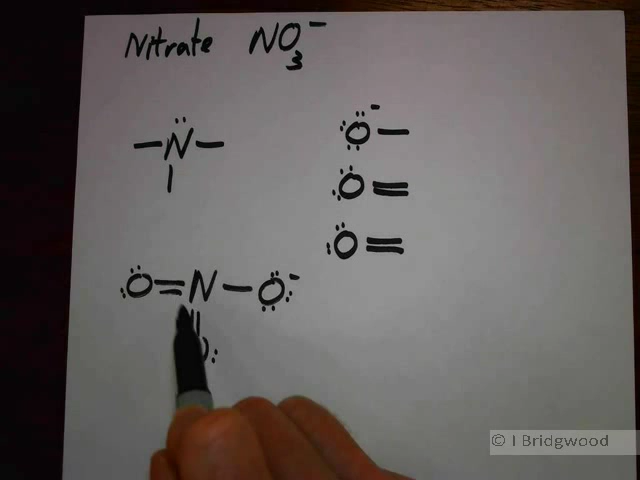 Nitrate NO₃⁻
N
O⁻ —
O =
O =
O = N — O⁻
© I Bridgwood